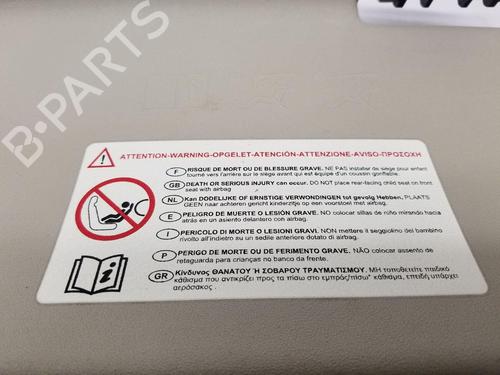 B-PARTS
ATTENTION-WARNING-OPGELET-ATENCIÓN-ATTENZIONE-AVISO-ΠΡΟΣΟΧΗ
F RISQUE DE MORT OU DE BLESSURE GRAVE. NE PAS installer de siège pour enfant
tourné vers l'arrière sur le siège avant qui est équipé d'un coussin gonflable.
GB DEATH OR SERIOUS INJURY can occur. DO NOT place rear-facing child seat on front
seat with airbag
NL Kan DODELIJKE OF ERNSTIGE VERWONDINGEN tot gevolg Hebben, PLAATS
GEEN naar achteren gericht kinderzitje op een voorstoel met airbag.
E PELIGRO DE MUERTE O LESIÓN GRAVE. NO colocar sillas de niño mirando hacia
atrás en un asiento delantero con airbag.
I PERICOLO DI MORTE O LESIONI GRAVI. NON mettere il seggiolino del bambino
rivolto all'indietro su un sedile anteriore dotato di airbag.
P PERIGO DE MORTE OU DE FERIMENTO GRAVE. NÃO colocar assento de
retaguarda para crianças no banco da frente.
GR Κίνδυνος ΘΑΝΑΤΟΥ Ή ΣΟΒΑΡΟΥ ΤΡΑΥΜΑΤΙΣΜΟΥ. ΜΗ τοποθετείτε παιδικό
κάθισμα που αντικρίζει προς τα πίσω στο εμπρός/πισω* κάθισμα, επειδή υπάρχει
αερόσακος .